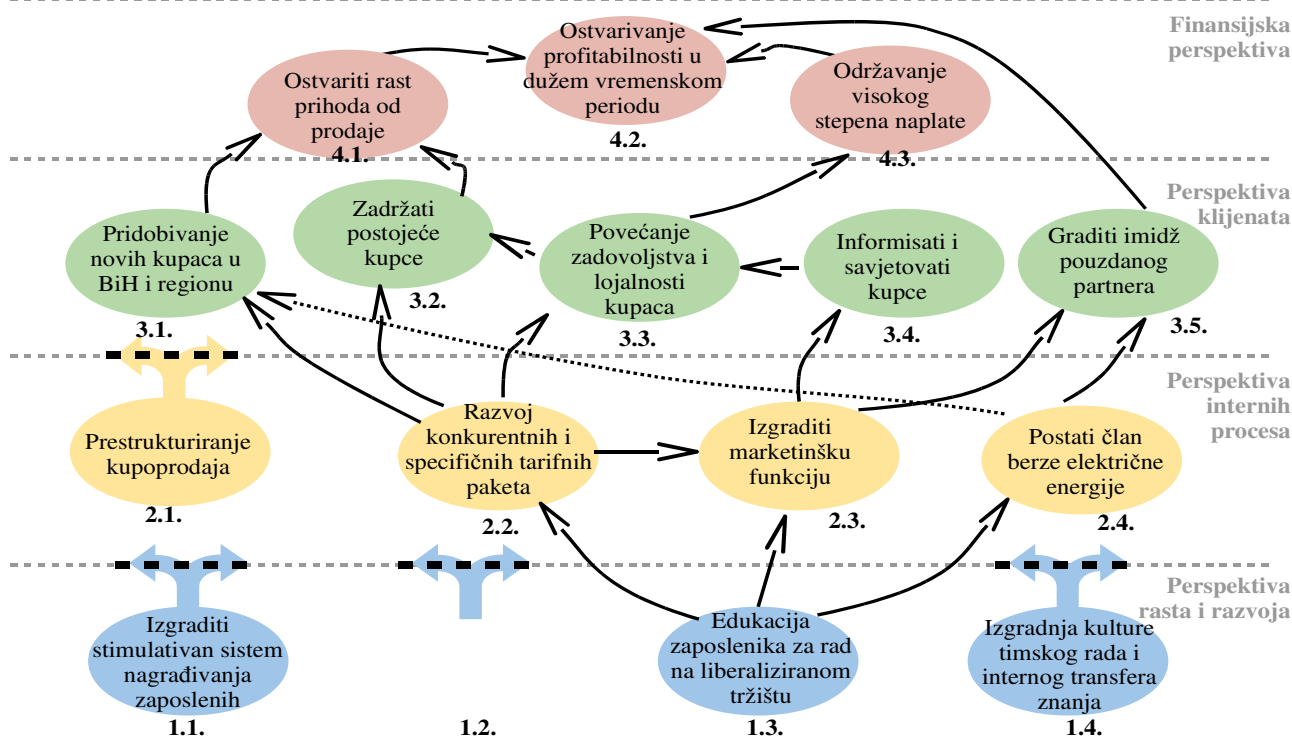 Finansijska
perspektiva
Ostvarivanje
profitabilnosti u
dužem vremenskom
periodu
4.2.
Ostvariti rast
prihoda od
prodaje
4.1.
Održavanje
visokog
stepena naplate
4.3.
Perspektiva
klijenata
Pridobivanje
novih kupaca u
BiH i regionu
3.1.
Zadržati
postojeće
kupce
3.2.
Povećanje
zadovoljstva i
lojalnosti
kupaca
3.3.
Informisati i
savjetovati
kupce
3.4.
Graditi imidž
pouzdanog
partnera
3.5.
Perspektiva
internih
procesa
Prestrukturiranje
kupoprodaja
2.1.
Razvoj
konkurentnih i
specifičnih tarifnih
paketa
2.2.
Izgraditi
marketinšku
funkciju
2.3.
Postati član
berze električne
energije
2.4.
Perspektiva
rasta i razvoja
Izgraditi
stimulativan sistem
nagrađivanja
zaposlenih
1.1.
1.2.
Edukacija
zaposlenika za rad
na liberaliziranom
tržištu
1.3.
Izgradnja kulture
timskog rada i
internog transfera
znanja
1.4.